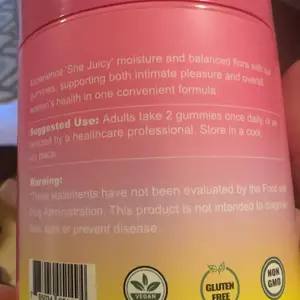 Experience 'She Juicy' moisture and balanced flora with our
gummies, supporting both intimate pleasure and overall
women's health in one convenient formula.
Suggested Use: Adults take 2 gummies once daily or as
advised by a healthcare professional. Store in a cool,
dry place.
Warning:
These statements have not been evaluated by the Food and
Drug Administration. This product is not intended to diagnose,
treat, cure or prevent disease.
VEGAN
GLUTEN
FREE
NON
GMO